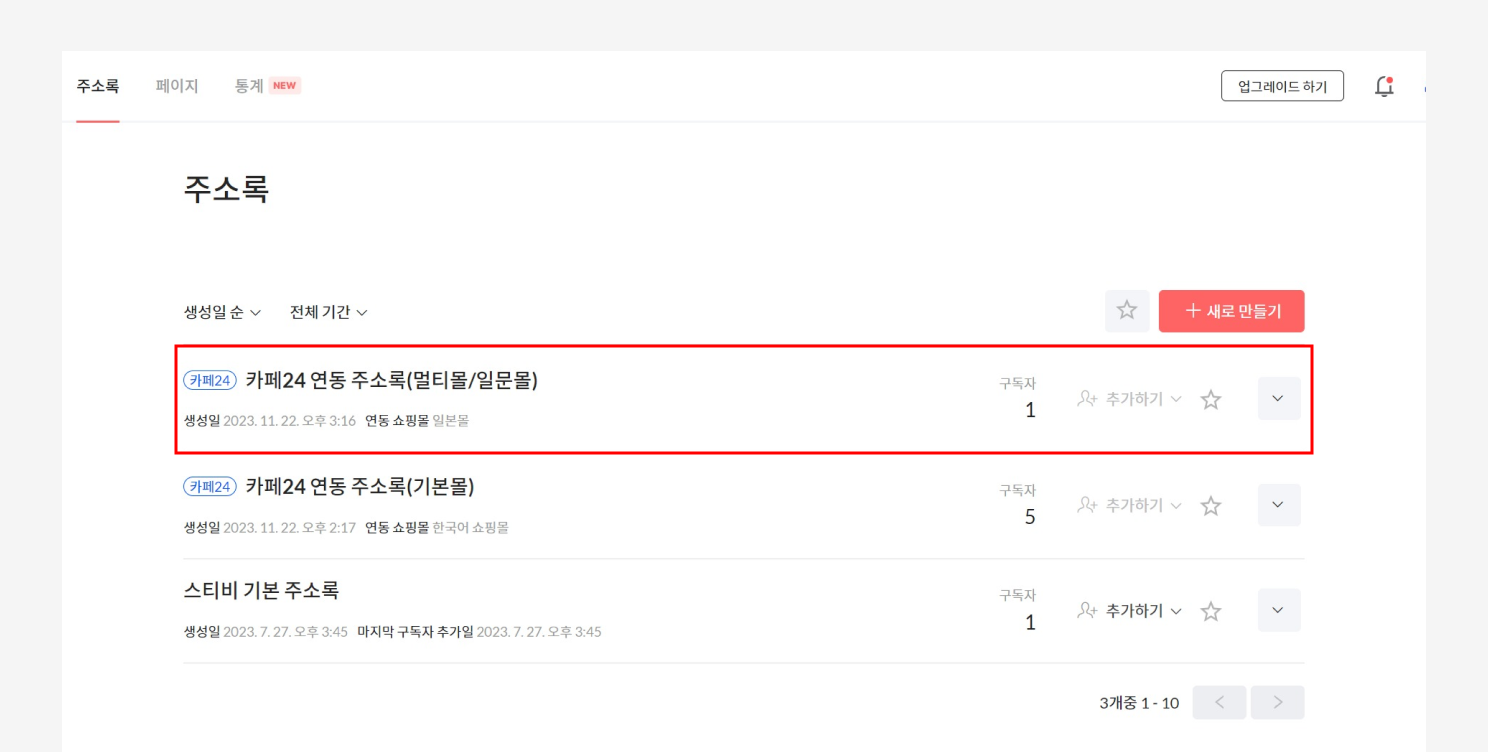 주소록 페이지 통계 NEW 업그레이드 하기
주소록
생성일 순 전체 기간 + 새로 만들기
카페24 카페24 연동 주소록(멀티몰/일문몰) 구독자
1 추가하기
생성일 2023. 11. 22. 오후 3:16 연동 쇼핑몰 일본몰
카페24 카페24 연동 주소록(기본몰) 구독자
5 추가하기
생성일 2023. 11. 22. 오후 2:17 연동 쇼핑몰 한국어 쇼핑몰
스티비 기본 주소록 구독자
1 추가하기
생성일 2023. 7. 27. 오후 3:45 마지막 구독자 추가일 2023. 7. 27. 오후 3:45
3개중 1 - 10 < >